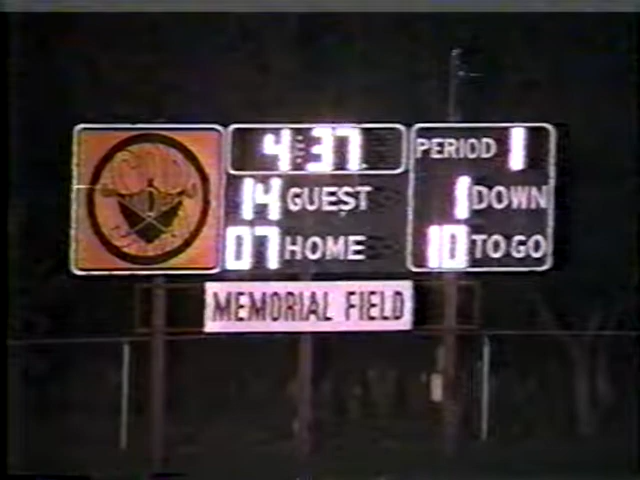 4:37
PERIOD 1
14 GUEST
1 DOWN
07 HOME
10 TO GO
MEMORIAL FIELD